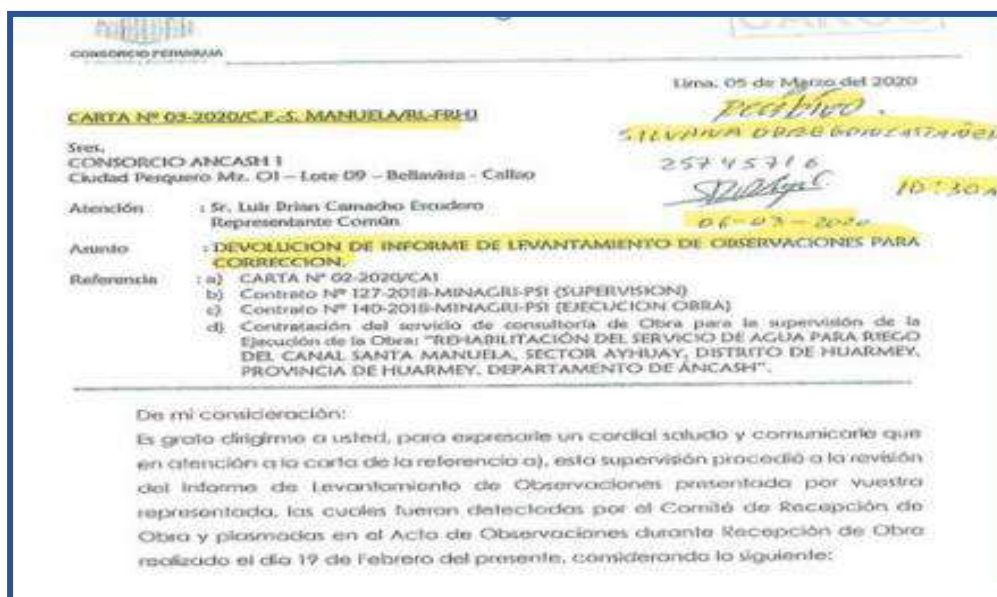 CONSORCIO
Lima, 05 de Marzo del 2020
Recibido.
CARTA Nº 03-2020/C.P.-S. MANUELA/RL-FRHJ
SILVANA
Sres.
CONSORCIO ANCASH 1
25745716
Ciudad Pesquero Mz. O1 – Lote 09 – Bellavista - Callao
10:30A
Atención : Sr. Luis Brian Camacho Escudero
Representante Común
06-03-2020
Asunto : DEVOLUCION DE INFORME DE LEVANTAMIENTO DE OBSERVACIONES PARA
CORRECCION.
Referencia : a) CARTA Nº 02-2020/CA1
b) Contrato Nº 127-2018-MINAGRI-PSI (SUPERVISION)
c) Contrato Nº 140-2018-MINAGRI-PSI (EJECUCION OBRA)
d) Contratación del servicio de consultoría de Obra para la supervisión de la
Ejecución de la Obra: "REHABILITACIÓN DEL SERVICIO DE AGUA PARA RIEGO
DEL CANAL SANTA MANUELA, SECTOR AYHUAY, DISTRITO DE HUARMEY,
PROVINCIA DE HUARMEY, DEPARTAMENTO DE ÁNCASH".
De mi consideración:
Es grato dirigirme a usted, para expresarle un cordial saludo y comunicarle que
en atención a la carta de la referencia a), esta supervisión procedió a la revisión
del Informe de Levantamiento de Observaciones presentada por vuestra
representada, las cuales fueron detectadas por el Comité de Recepción de
Obra y plasmadas en el Acta de Observaciones durante Recepción de Obra
realizado el día 19 de Febrero del presente, considerando lo siguiente: